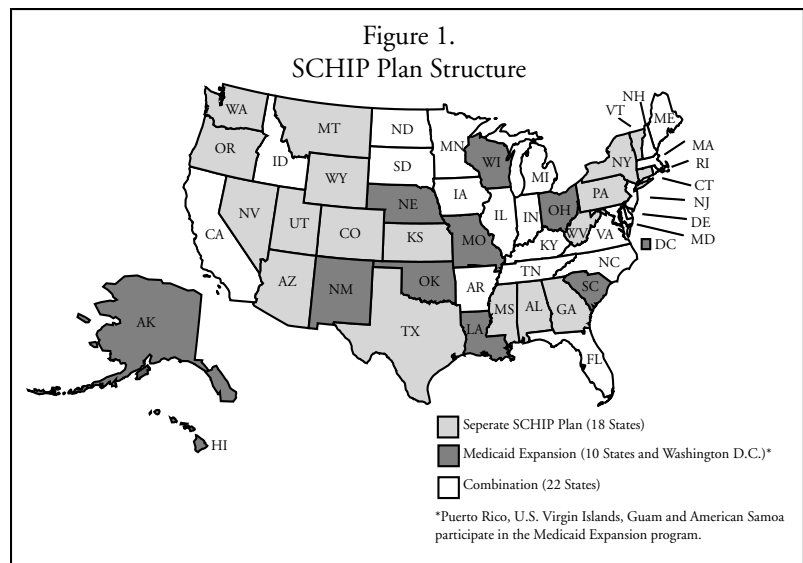 Figure 1.
SCHIP Plan Structure
NH
ME
VT
WA
MT
ND
MN
MA
OR
ID
SD
WI
NY
RI
WY
MI
CT
NE
IA
PA
NJ
NV
UT
CO
IL
IN
OH
DE
CA
KS
MO
WV
VA
MD
KY
DC
AZ
NM
OK
AR
TN
NC
SC
AK
TX
MS
AL
GA
LA
FL
HI
Seperate SCHIP Plan (18 States)
Medicaid Expansion (10 States and Washington D.C.)*
Combination (22 States)
*Puerto Rico, U.S. Virgin Islands, Guam and American Samoa
participate in the Medicaid Expansion program.